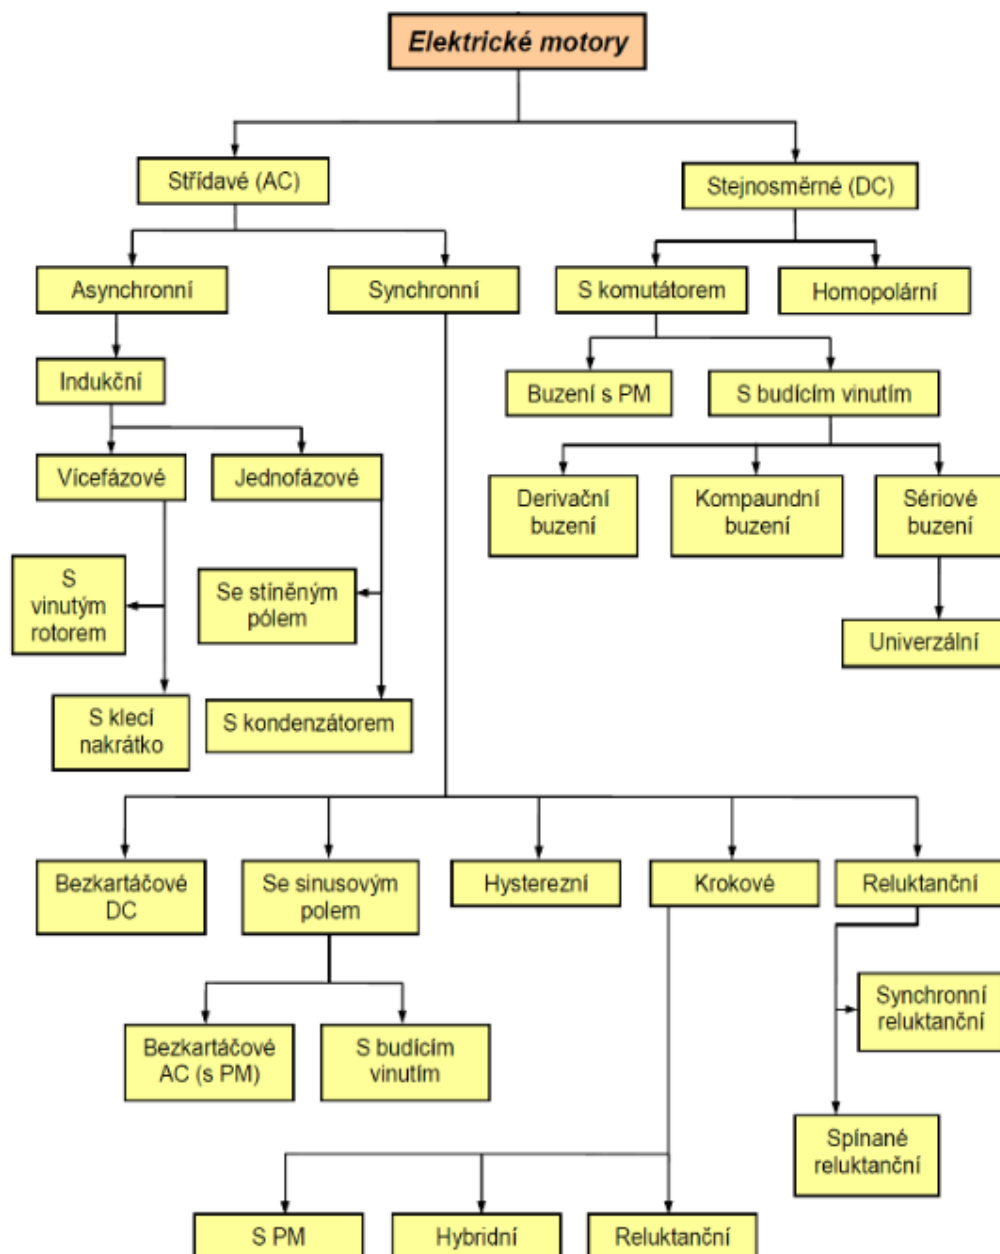 Elektrické motory
Střídavé (AC)
Stejnosměrné (DC)
Asynchronní
Synchronní
S komutátorem
Homopolární
Indukční
Buzení s PM
S budícím vinutím
Vícefázové
Jednofázové
Derivační
buzení
Kompaundní
buzení
Sériové
buzení
S
vinutým
rotorem
Se stíněným
pólem
Univerzální
S klecí
nakrátko
S kondenzátorem
Bezkartáčové
DC
Se sinusovým
polem
Hysterezní
Krokové
Reluktanční
Synchronní
reluktanční
Bezkartáčové
AC (s PM)
S budícím
vinutím
Spínané
reluktanční
S PM
Hybridní
Reluktanční